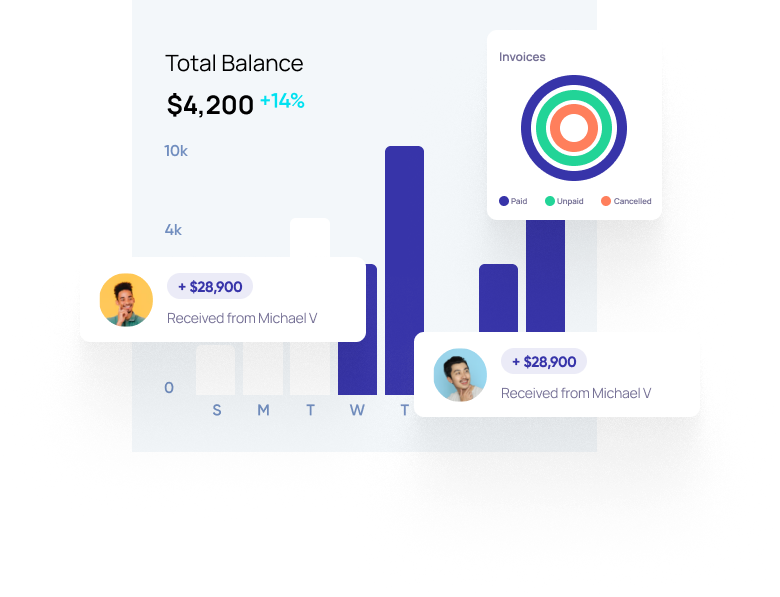 Total Balance
$4,200 +14%
Invoices
10k
Paid Unpaid Cancelled
4k
+ $28,900
Received from Michael V
+ $28,900
Received from Michael V
0
S M T W T